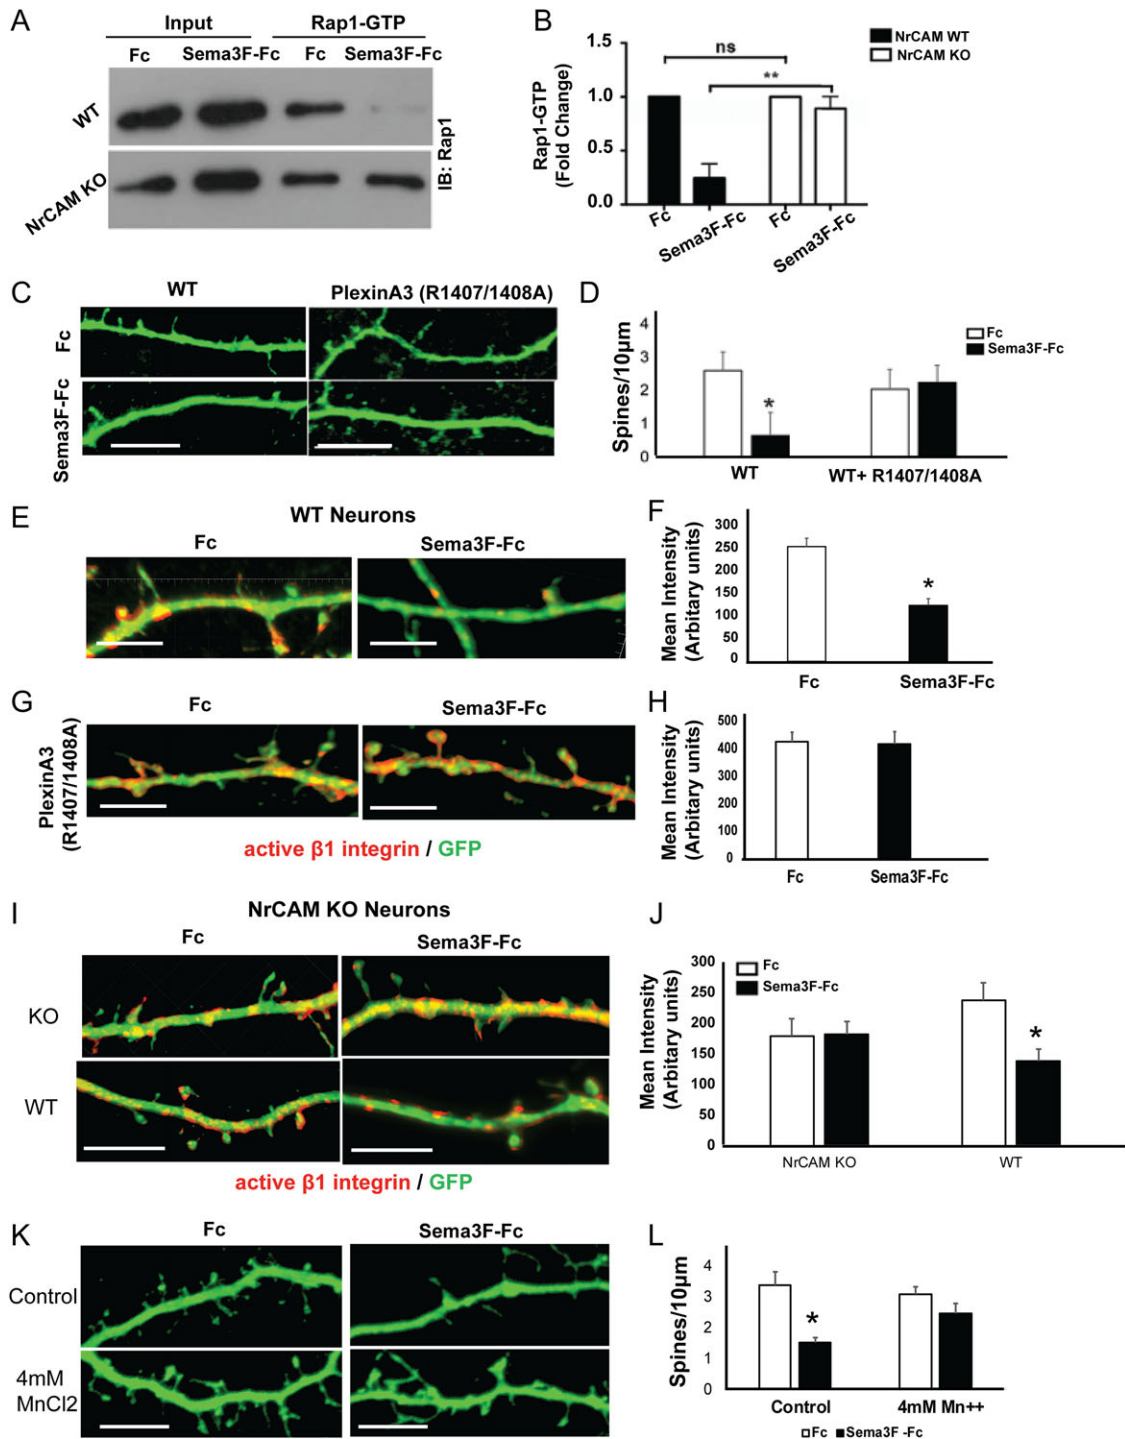 A
Input
Rap1-GTP
Fc
Sema3F-Fc
Fc
Sema3F-Fc
WT
NrCAM KO
IB: Rap1
B
NrCAM WT
NrCAM KO
Rap1-GTP
(Fold Change)
1.5
1.0
0.5
0.0
ns
**
Fc
Sema3F-Fc
Fc
Sema3F-Fc
C
WT
PlexinA3 (R1407/1408A)
Fc
Sema3F-Fc
D
Spines/10µm
4
3
2
1
0
*
Fc
Sema3F-Fc
WT
WT+ R1407/1408A
E
WT Neurons
Fc
Sema3F-Fc
F
Mean Intensity
(Arbitary units)
300
250
200
150
100
50
0
*
Fc
Sema3F-Fc
G
Fc
Sema3F-Fc
PlexinA3
(R1407/1408A)
active β1 integrin / GFP
H
Mean Intensity
(Arbitary units)
500
400
300
200
100
0
Fc
Sema3F-Fc
I
NrCAM KO Neurons
Fc
Sema3F-Fc
KO
WT
active β1 integrin / GFP
J
Mean Intensity
(Arbitary units)
300
250
200
150
100
50
0
Fc
Sema3F-Fc
*
NrCAM KO
WT
K
Fc
Sema3F-Fc
Control
4mM
MnCl2
L
Spines/10µm
4
3
2
1
0
*
Control
4mM Mn++
Fc
Sema3F -Fc